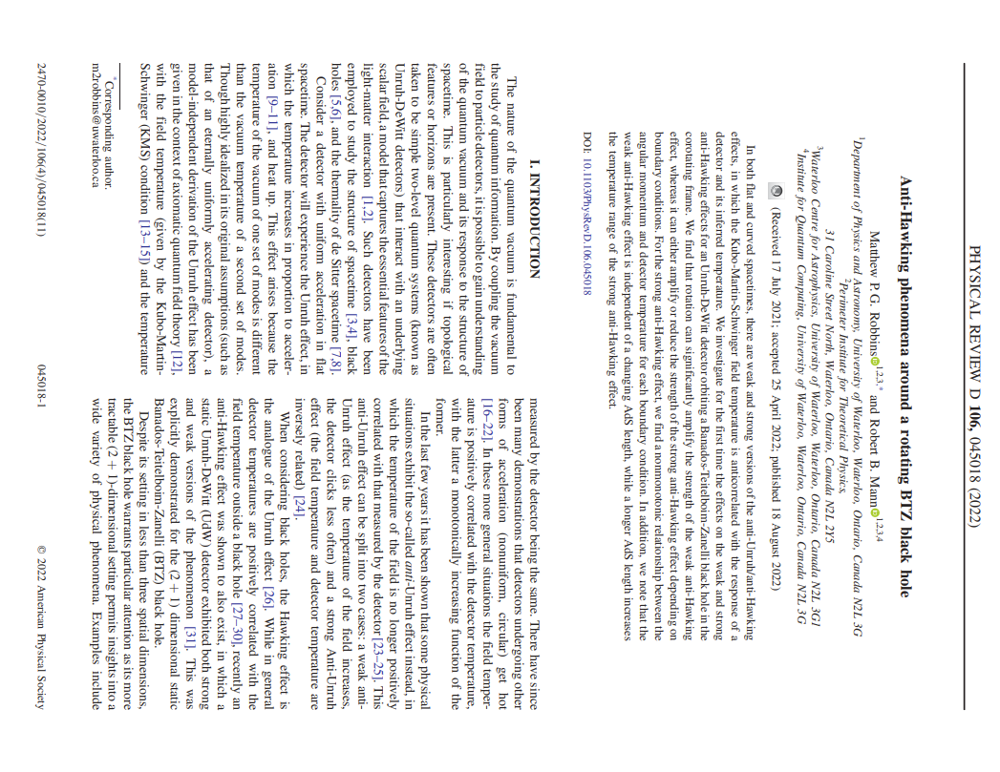 PHYSICAL REVIEW D 106, 045018 (2022)
Anti-Hawking phenomena around a rotating BTZ black hole
Matthew P. G. Robbins1,2,3,* and Robert B. Mann1,2,3,4
1Department of Physics and Astronomy, University of Waterloo, Waterloo, Ontario, Canada N2L 3G
2Perimeter Institute for Theoretical Physics,
31 Caroline Street North, Waterloo, Ontario, Canada N2L 2Y5
3Waterloo Centre for Astrophysics, University of Waterloo, Waterloo, Ontario, Canada N2L 3G1
4Institute for Quantum Computing, University of Waterloo, Waterloo, Ontario, Canada N2L 3G
(Received 17 July 2021; accepted 25 April 2022; published 18 August 2022)
In both flat and curved spacetimes, there are weak and strong versions of the anti-Unruh/anti-Hawking
effects, in which the Kubo-Martin-Schwinger field temperature is anticorrelated with the response of a
detector and its inferred temperature. We investigate for the first time the effects on the weak and strong
anti-Hawking effects for an Unruh-DeWitt detector orbiting a Banados-Teitelboim-Zanelli black hole in the
corotating frame. We find that rotation can significantly amplify the strength of the weak anti-Hawking
effect, whereas it can either amplify or reduce the strength of the strong anti-Hawking effect depending on
boundary conditions. For the strong anti-Hawking effect, we find a nonmonotonic relationship between the
angular momentum and detector temperature for each boundary condition. In addition, we note that the
weak anti-Hawking effect is independent of a changing AdS length, while a longer AdS length increases
the temperature range of the strong anti-Hawking effect.
DOI: 10.1103/PhysRevD.106.045018
I. INTRODUCTION
The nature of the quantum vacuum is fundamental to
the study of quantum information. By coupling the vacuum
field to particle detectors, it is possible to gain understanding
of the quantum vacuum and its response to the structure of
spacetime. This is particularly interesting if topological
features or horizons are present. These detectors are often
taken to be simple two-level quantum systems (known as
Unruh-DeWitt detectors) that interact with an underlying
scalar field, a model that captures the essential features of the
light-matter interaction [1,2]. Such detectors have been
employed to study the structure of spacetime [3,4], black
holes [5,6], and the thermality of de Sitter spacetime [7,8].
Consider a detector with uniform acceleration in flat
spacetime. The detector will experience the Unruh effect, in
which the temperature increases in proportion to acceler-
ation [9–11], and heat up. This effect arises because the
temperature of the vacuum of one set of modes is different
than the vacuum temperature of a second set of modes.
Though highly idealized in its original assumptions (such as
that of an eternally uniformly accelerating detector), a
model-independent derivation of the Unruh effect has been
given in the context of axiomatic quantum field theory [12],
with the field temperature (given by the Kubo-Martin-
Schwinger (KMS) condition [13–15]) and the temperature
*Corresponding author.
m2robbins@uwaterloo.ca
measured by the detector being the same. There have since
been many demonstrations that detectors undergoing other
forms of acceleration (nonuniform, circular) get hot
[16–22]. In these more general situations the field temper-
ature is positively correlated with the detector temperature,
with the latter a monotonically increasing function of the
former.
In the last few years it has been shown that some physical
situations exhibit the so-called anti-Unruh effect instead, in
which the temperature of the field is no longer positively
correlated with that measured by the detector [23–25]. This
anti-Unruh effect can be split into two cases: a weak anti-
Unruh effect (as the temperature of the field increases,
the detector clicks less often) and a strong Anti-Unruh
effect (the field temperature and detector temperature are
inversely related) [24].
When considering black holes, the Hawking effect is
the analogue of the Unruh effect [26]. While in general
detector temperatures are positively correlated with the
field temperature outside a black hole [27–30], recently an
anti-Hawking effect was shown to also exist, in which a
static Unruh-DeWitt (UdW) detector exhibited both strong
and weak versions of the phenomenon [31]. This was
explicitly demonstrated for the (2 + 1) dimensional static
Banados-Teitelboim-Zanelli (BTZ) black hole.
Despite its setting in less than three spatial dimensions,
the BTZ black hole warrants particular attention as its more
tractable (2 + 1)-dimensional setting permits insights into a
wide variety of physical phenomena. Examples include
2470-0010/2022/106(4)/045018(11)
045018-1
© 2022 American Physical Society